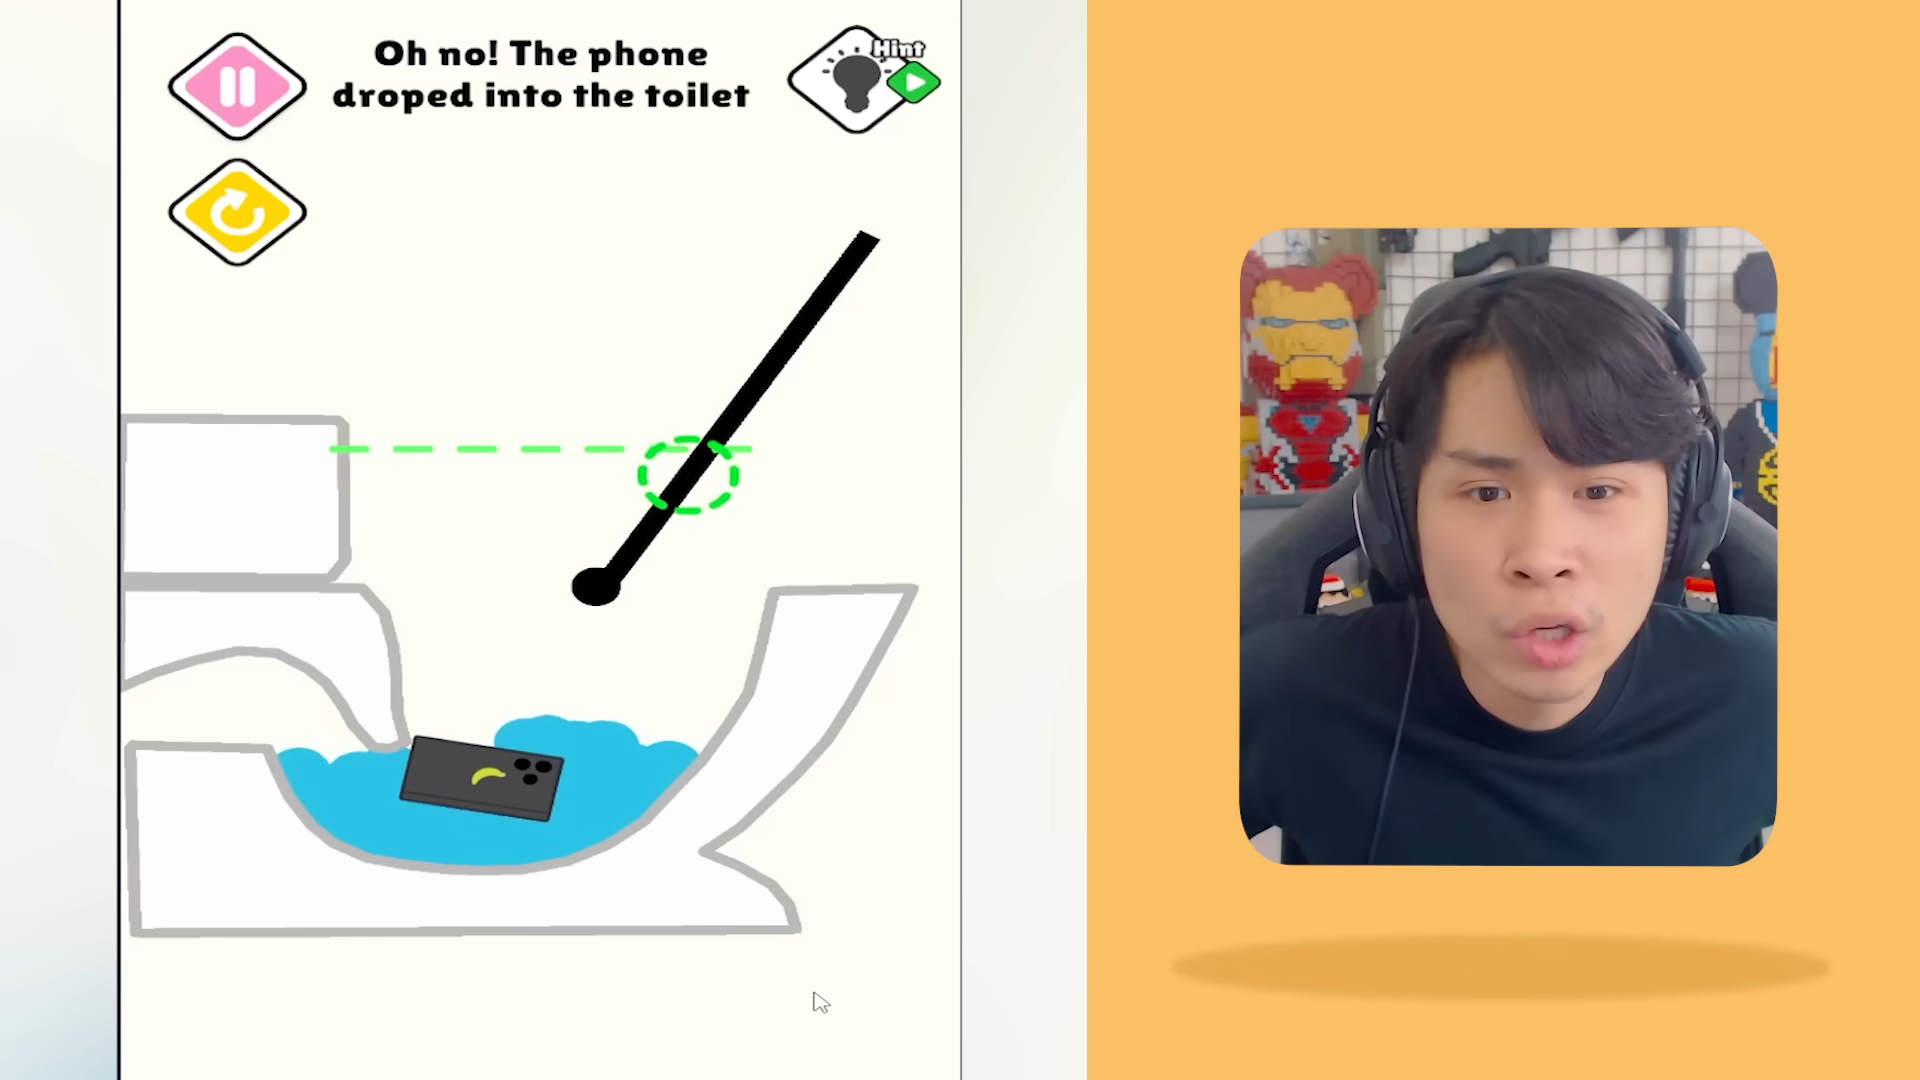 Oh no! The phone
droped into the toilet
Hint